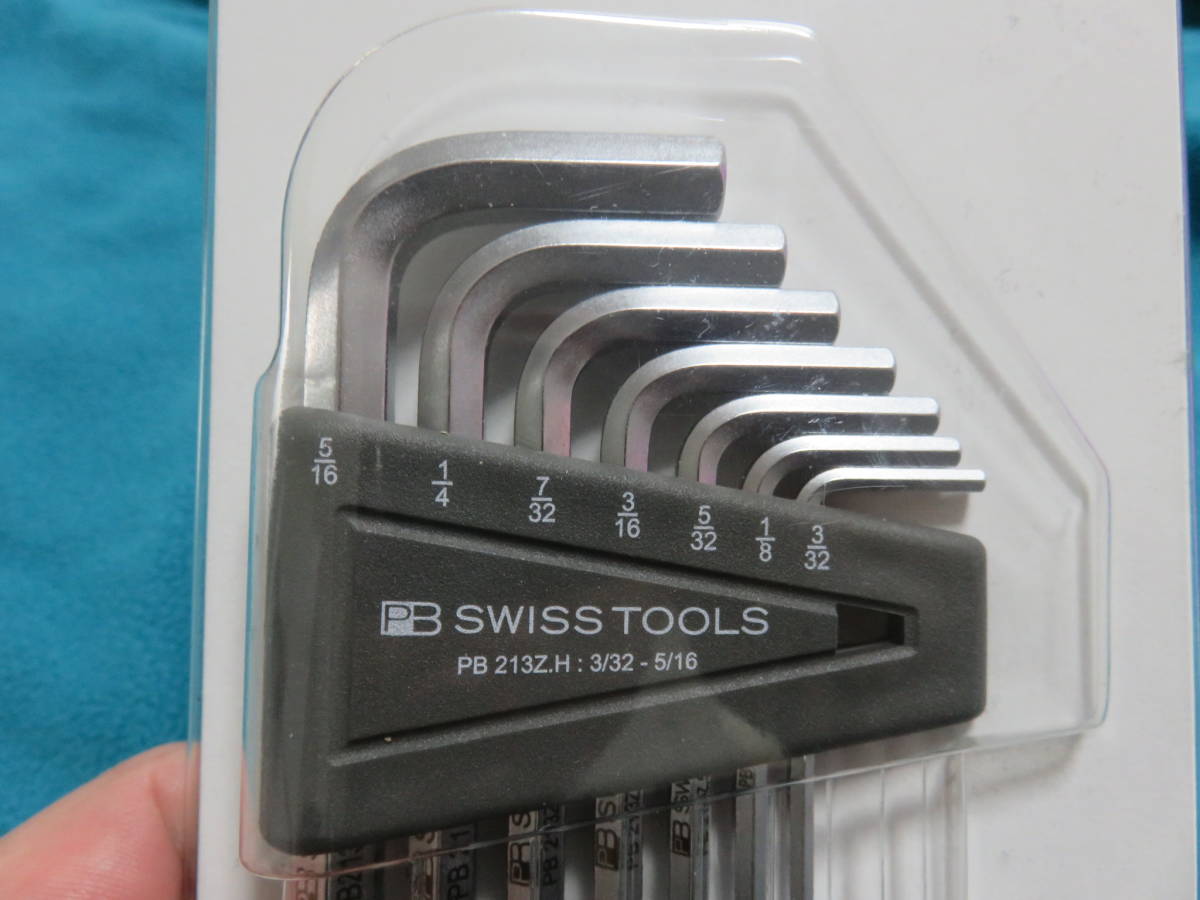 5/16 1/4 7/32 3/16 5/32 1/8 3/32
PB SWISS TOOLS
PB 213Z.H : 3/32 - 5/16